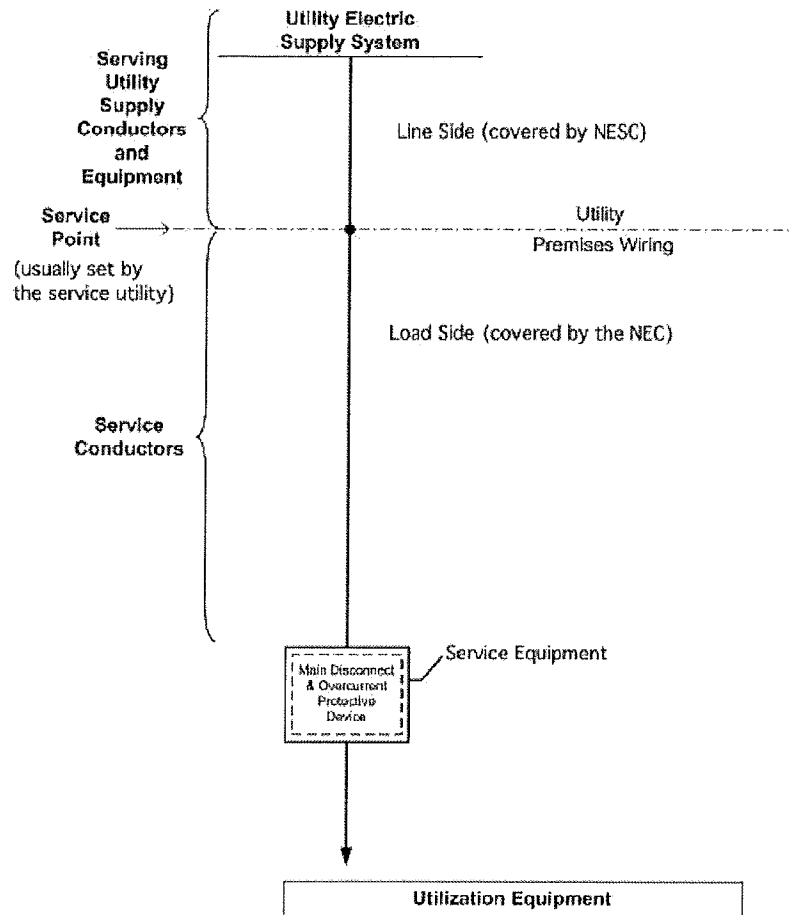 Utility Electric
Supply System
Serving
Utility
Supply
Conductors
and
Equipment
Line Side (covered by NESC)
Service
Point
(usually set by
the service utility)
Utility
Premises Wiring
Load Side (covered by the NEC)
Service
Conductors
Main Disconnect
& Overcurrent
Protective
Device
Service Equipment
Utilization Equipment